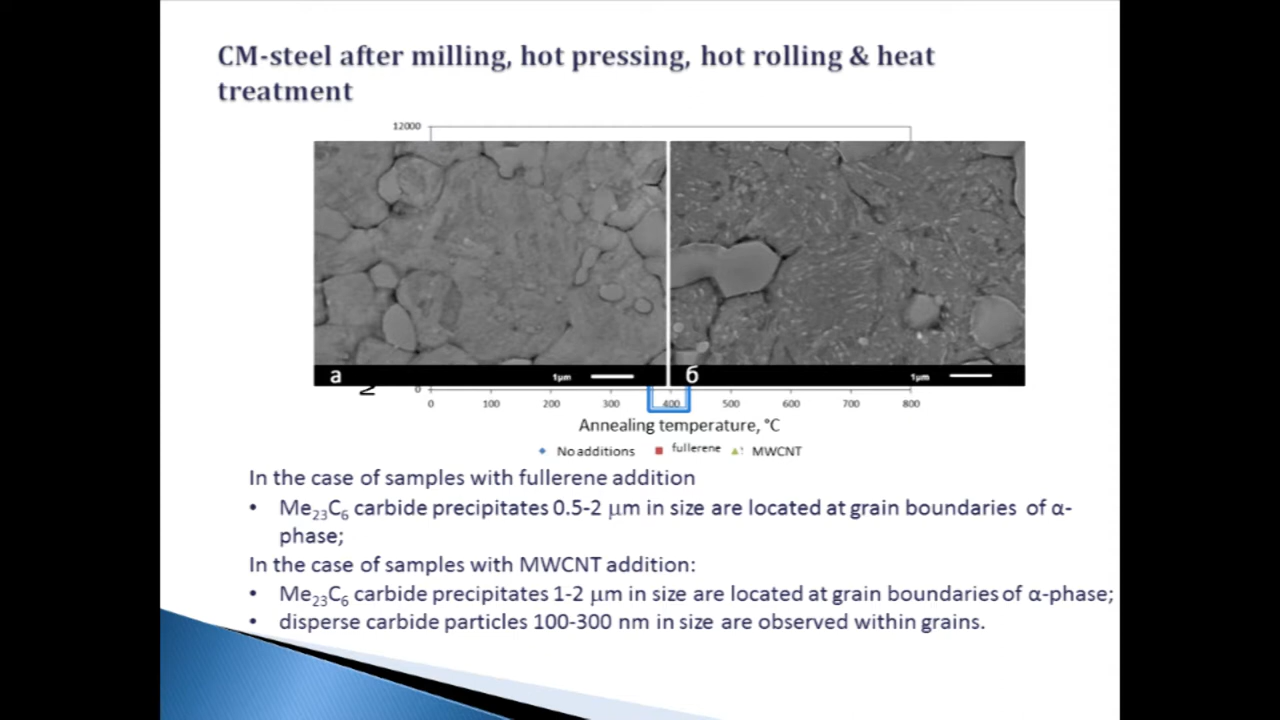 CM-steel after milling, hot pressing, hot rolling & heat
treatment
12000
a
1μm
б
1μm
0
0 100 200 300 400 500 600 700 800
Annealing temperature, °C
No additions fullerene MWCNT
In the case of samples with fullerene addition
• Me₂₃C₆ carbide precipitates 0.5-2 μm in size are located at grain boundaries of α-
phase;
In the case of samples with MWCNT addition:
• Me₂₃C₆ carbide precipitates 1-2 μm in size are located at grain boundaries of α-phase;
• disperse carbide particles 100-300 nm in size are observed within grains.